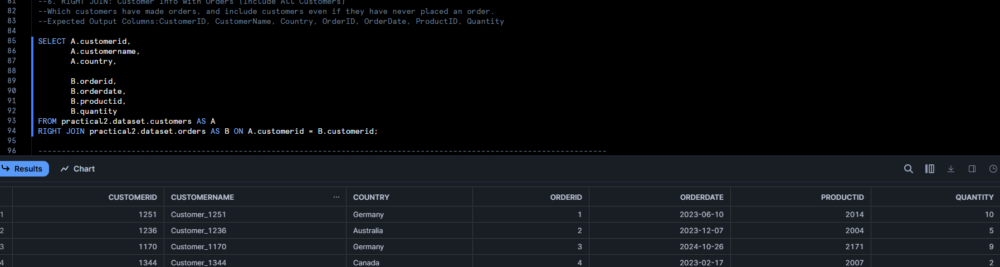 81 --6. RIGHT JOIN: Customer Info with Orders (Include All Customers)
82 --Which customers have made orders, and include customers even if they have never placed an order.
83 --Expected Output Columns:CustomerID, CustomerName, Country, OrderID, OrderDate, ProductID, Quantity
84
85 SELECT A.customerid,
86 A.customername,
87 A.country,
88
89 B.orderid,
90 B.orderdate,
91 B.productid,
92 B.quantity
93 FROM practical2.dataset.customers AS A
94 RIGHT JOIN practical2.dataset.orders AS B ON A.customerid = B.customerid;
95
96 --------------------------------------------------------------------------------------------------------------------------
Results Chart
CUSTOMERID CUSTOMERNAME ... COUNTRY ORDERID ORDERDATE PRODUCTID QUANTITY
1 1251 Customer_1251 Germany 1 2023-06-10 2014 10
2 1236 Customer_1236 Australia 2 2023-12-07 2004 5
3 1170 Customer_1170 Germany 3 2024-10-26 2171 9
4 1344 Customer_1344 Canada 4 2023-02-17 2007 2